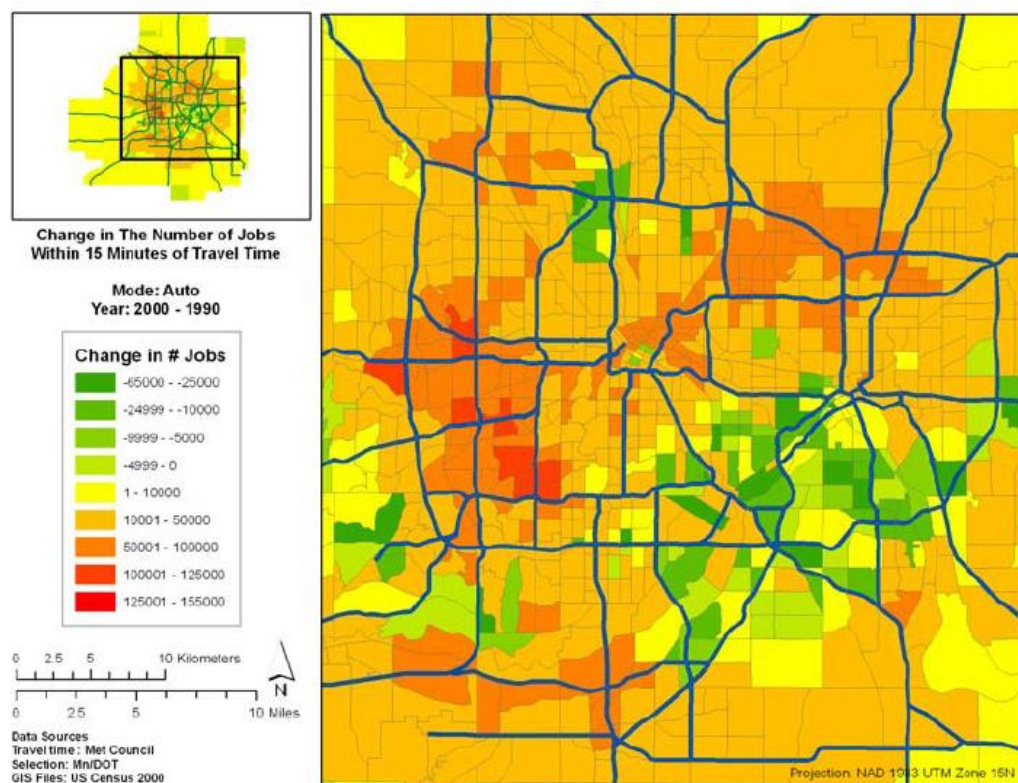 Change in The Number of Jobs
Within 15 Minutes of Travel Time
Mode: Auto
Year: 2000 - 1990
Change in # Jobs
-65000 - -25000
-24999 - -10000
-9999 - -5000
-4999 - 0
1 - 10000
10001 - 50000
50001 - 100000
100001 - 125000
125001 - 155000
0 2.5 5 10 Kilometers
0 2.5 5 10 Miles
N
Data Sources
Travel time: Met Council
Selection: Mn/DOT
GIS Files: US Census 2000
Projection: NAD 1983 UTM Zone 15N